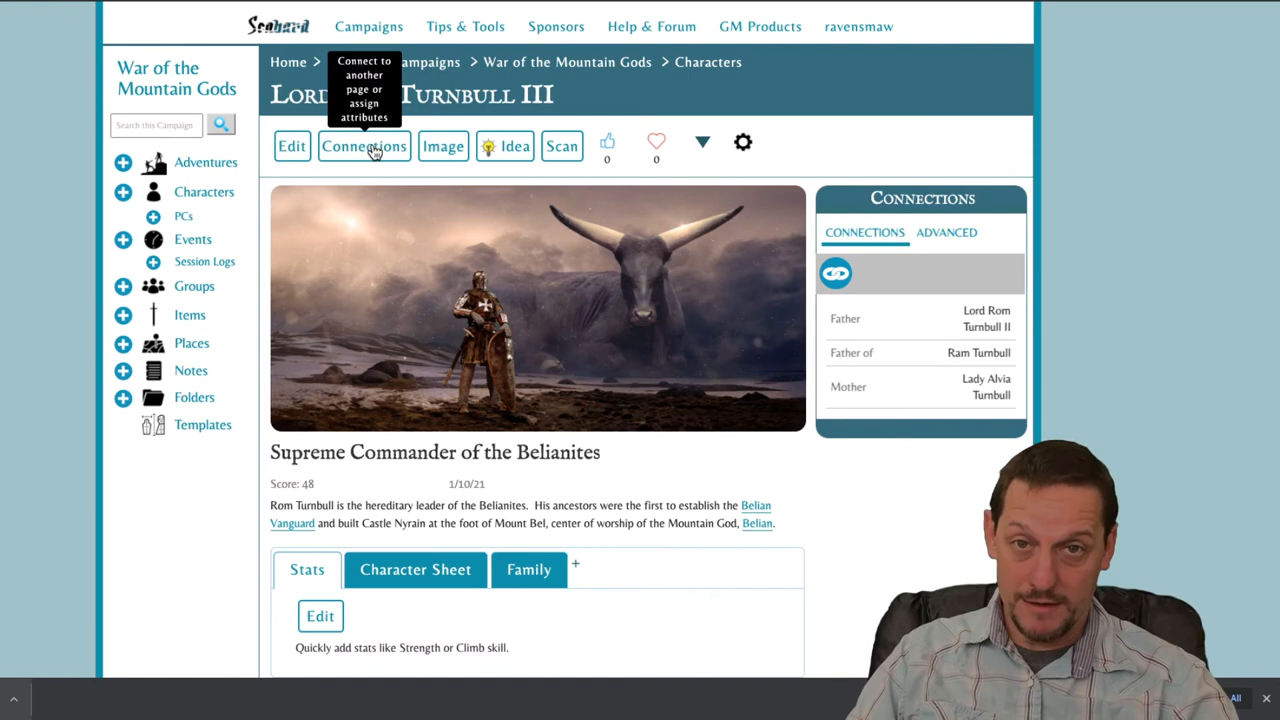 Seabard
Campaigns
Tips & Tools
Sponsors
Help & Forum
GM Products
ravensmaw
War of the
Mountain Gods
Search this Campaign
Adventures
Characters
PCs
Events
Session Logs
Groups
Items
Places
Notes
Folders
Templates
Home > ampaigns > War of the Mountain Gods > Characters
Connect to
another
page or
assign
attributes
Lord Turnbull III
Edit
Connections
Image
Idea
Scan
0
0
Connections
CONNECTIONS ADVANCED
Father
Lord Rom
Turnbull II
Father of
Ram Turnbull
Mother
Lady Alvia
Turnbull
Supreme Commander of the Belianites
Score: 48
1/10/21
Rom Turnbull is the hereditary leader of the Belianites. His ancestors were the first to establish the Belian
Vanguard and built Castle Nyrain at the foot of Mount Bel, center of worship of the Mountain God, Belian.
Stats
Character Sheet
Family
+
Edit
Quickly add stats like Strength or Climb skill.
All